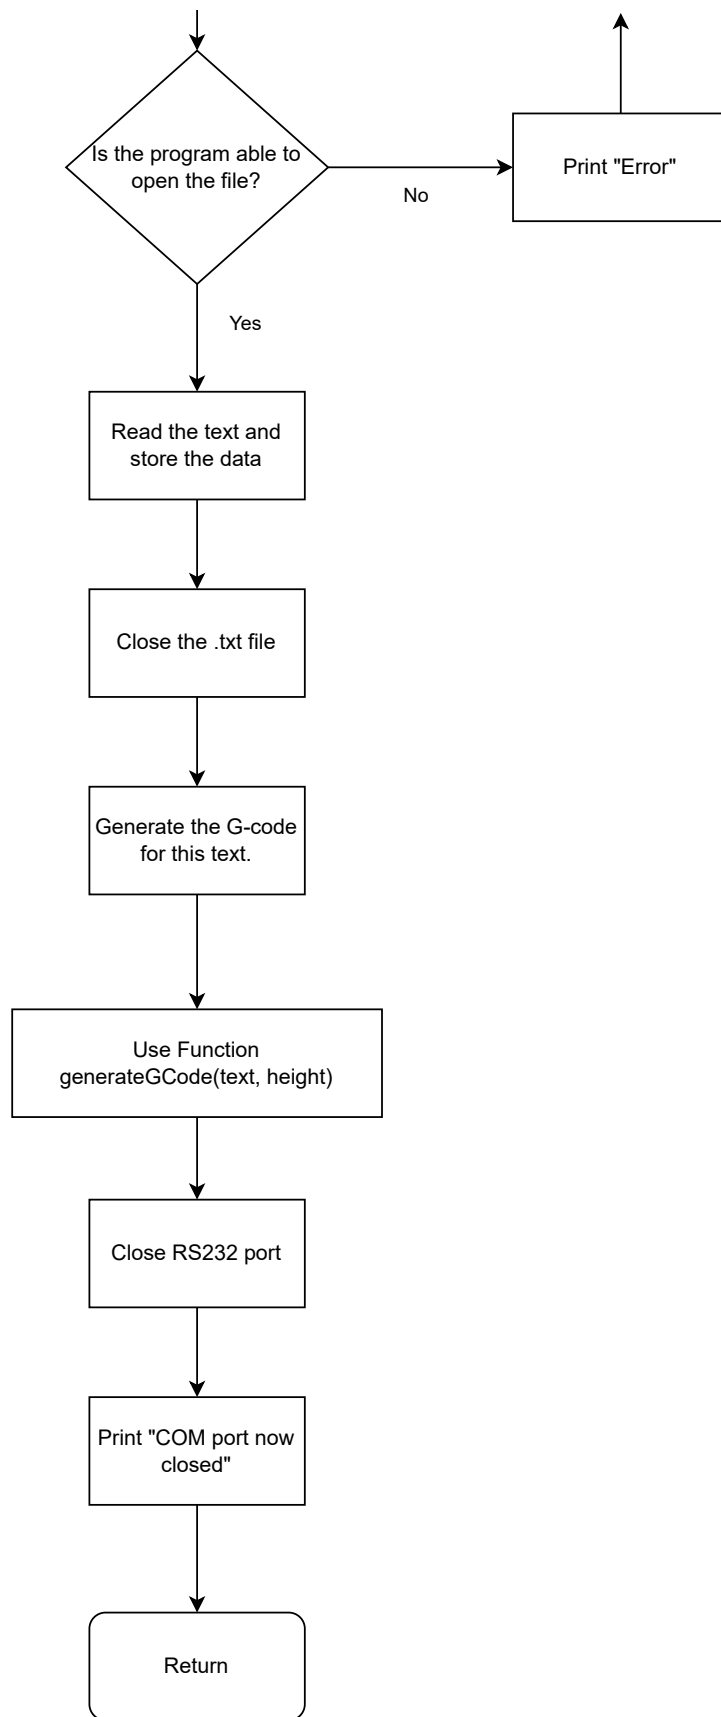 Is the program able to
open the file?
Print "Error"
No
Yes
Read the text and
store the data
Close the .txt file
Generate the G-code
for this text.
Use Function
generateGCode(text, height)
Close RS232 port
Print "COM port now
closed"
Return